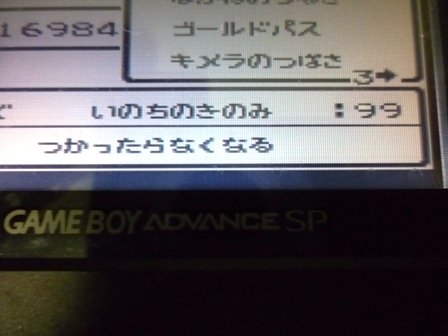 16984
ゴールドパス
キメラのつばさ
3➡
いのちのきのみ :99
つかったらなくなる
GAME BOY ADVANCE SP